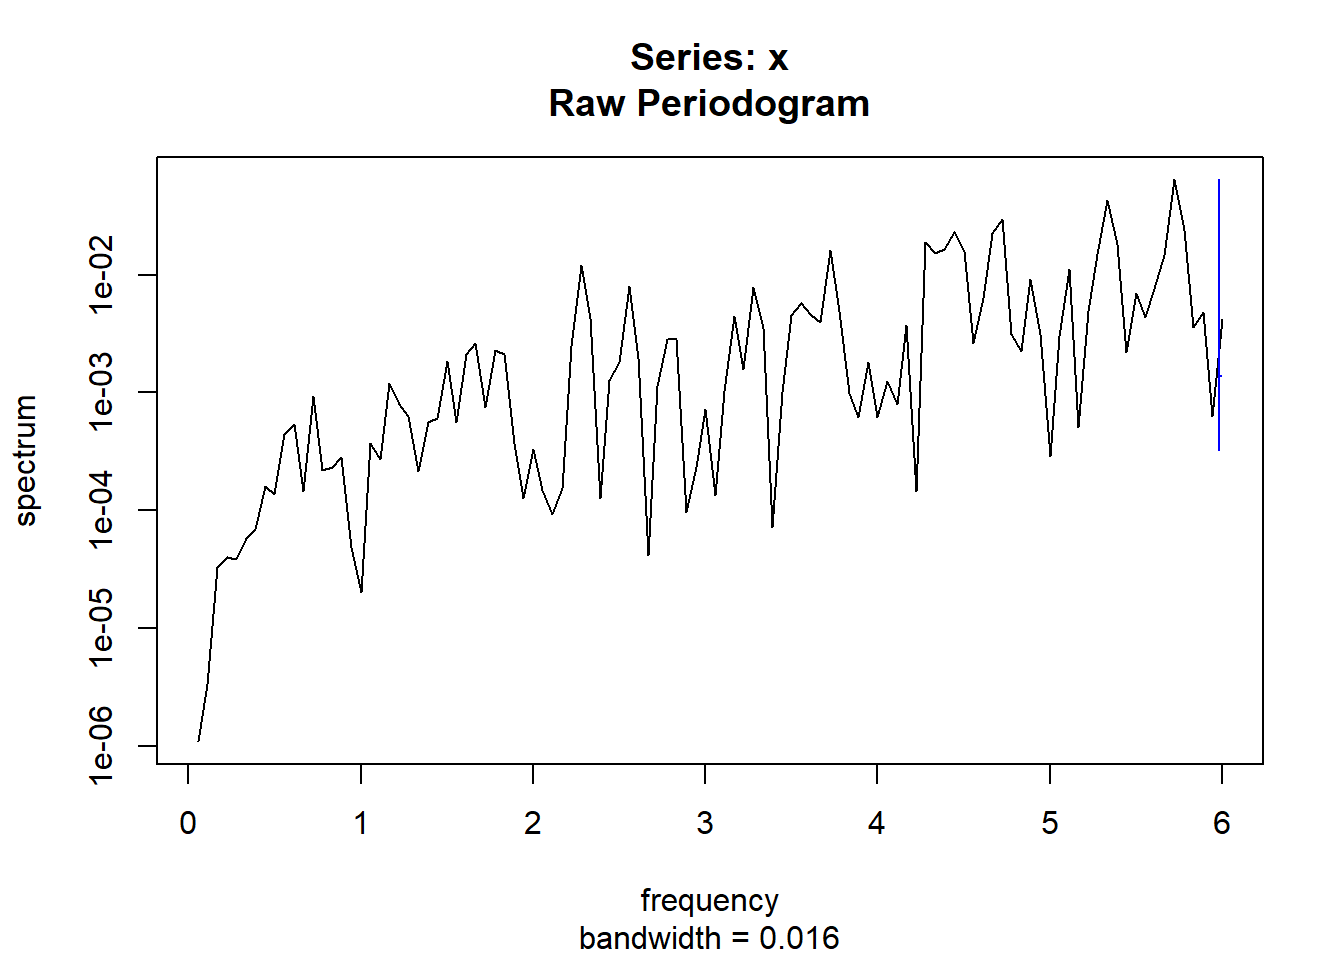 Series: x
Raw Periodogram
spectrum
1e-02
1e-03
1e-04
1e-05
1e-06
0 1 2 3 4 5 6
frequency
bandwidth = 0.016